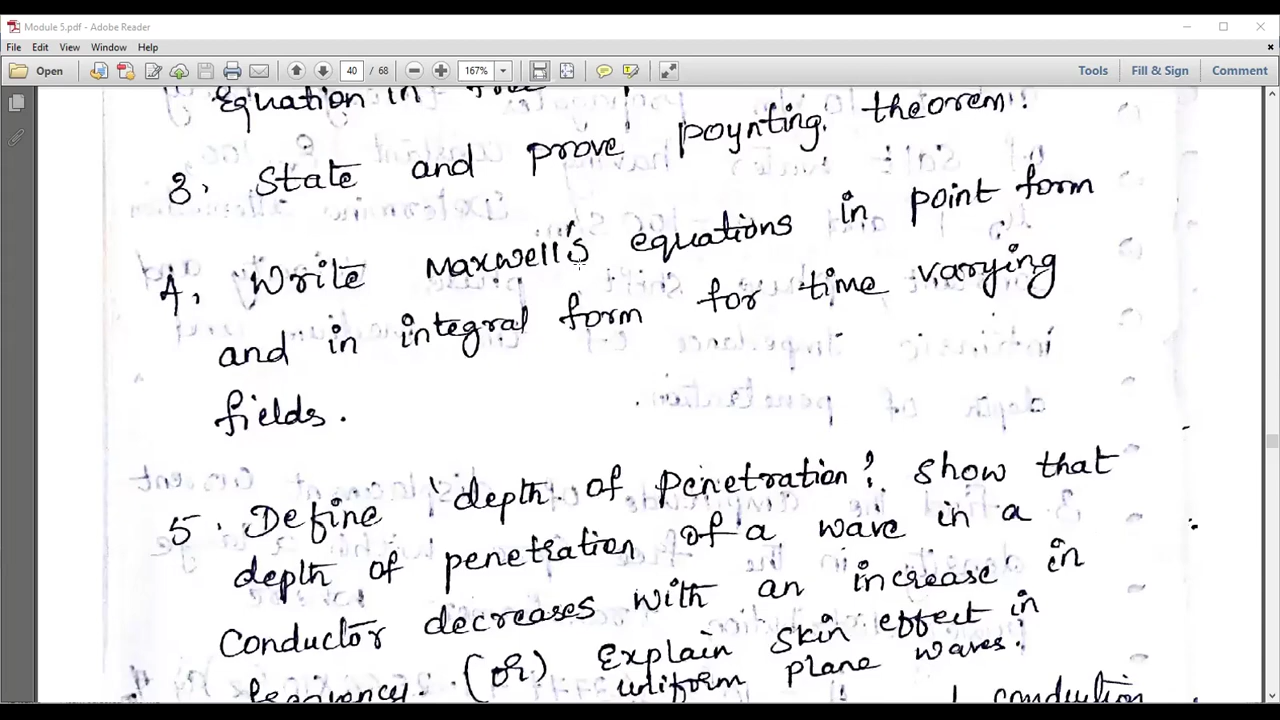 Module 5.pdf - Adobe Reader
File Edit View Window Help
Open 40 / 68 167% Tools Fill & Sign Comment
Equation in
3. State and prove poynting. theorem?
4. Write Maxwell's equations in point form
and in integral form for time varying
fields.
5. Define 'depth of penetration?. Show that
depth of penetration of a wave in a
conductor decreases with an increase in
frequency. (or) Explain skin effect in
uniform plane waves?
conduction